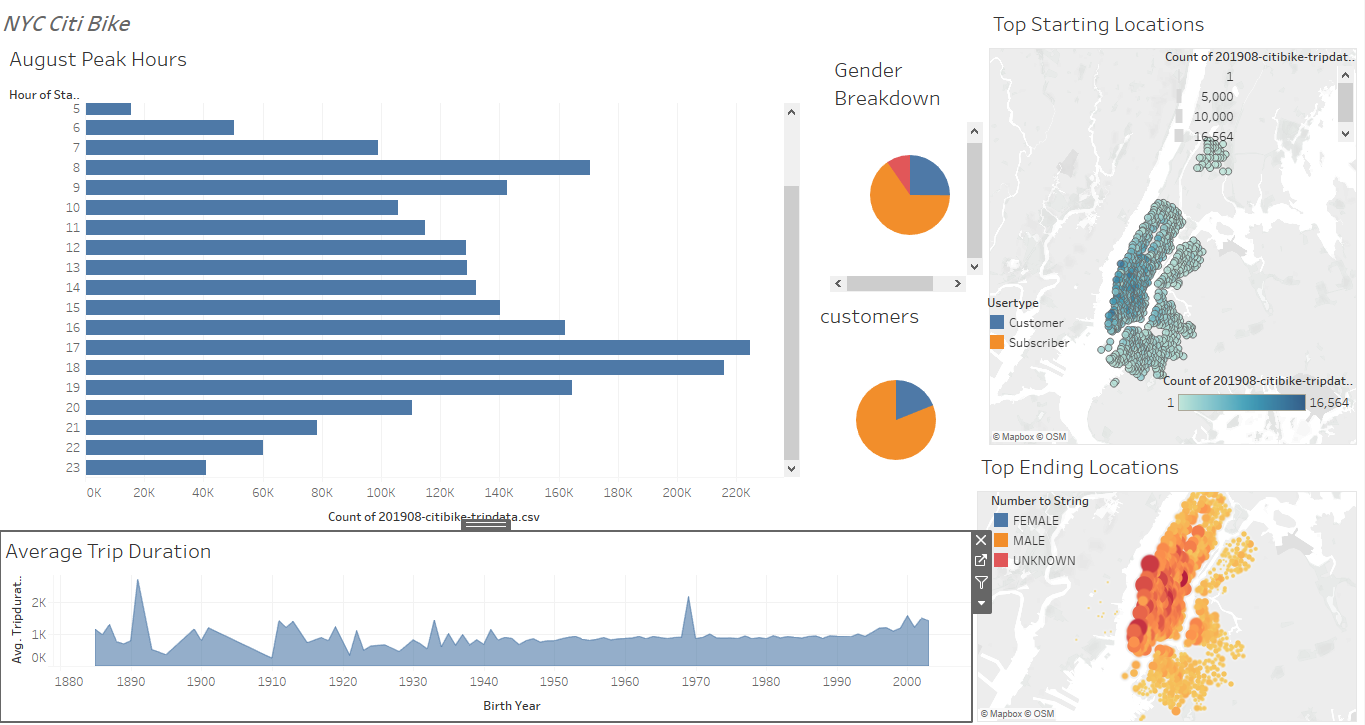 NYC Citi Bike
August Peak Hours
Hour of Sta..
5
6
7
8
9
10
11
12
13
14
15
16
17
18
19
20
21
22
23
0K 20K 40K 60K 80K 100K 120K 140K 160K 180K 200K 220K
Count of 201908-citibike-tripdata.csv
Gender
Breakdown
customers
Top Starting Locations
Count of 201908-citibike-tripdat..
1
5,000
10,000
16,564
Usertype
Customer
Subscriber
Count of 201908-citibike-tripdat..
1 16,564
© Mapbox © OSM
Average Trip Duration
Avg. Tripdurat..
2K
1K
0K
1880 1890 1900 1910 1920 1930 1940 1950 1960 1970 1980 1990 2000
Birth Year
Top Ending Locations
Number to String
FEMALE
MALE
UNKNOWN
© Mapbox © OSM